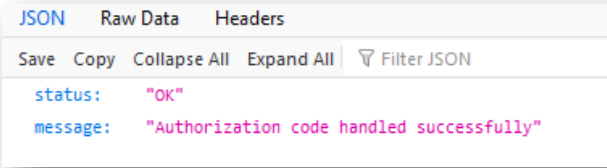 JSON Raw Data Headers
Save Copy Collapse All Expand All Filter JSON
status: "OK"
message: "Authorization code handled successfully"